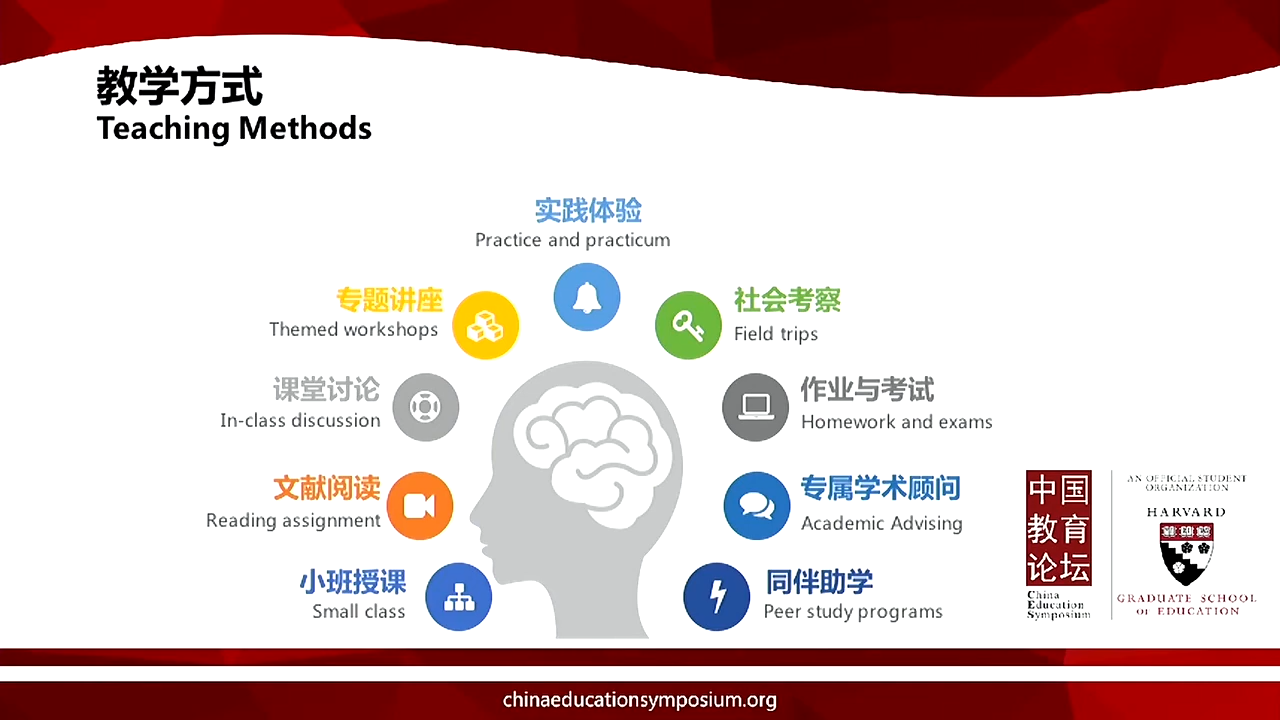 教学方式
Teaching Methods
实践体验
Practice and practicum
专题讲座
Themed workshops
社会考察
Field trips
课堂讨论
In-class discussion
作业与考试
Homework and exams
文献阅读
Reading assignment
专属学术顾问
Academic Advising
小班授课
Small class
同伴助学
Peer study programs
中国
教育
论坛
China
Education
Symposium
AN OFFICIAL STUDENT
ORGANIZATION
HARVARD
GRADUATE SCHOOL
OF EDUCATION
chinaeducationsymposium.org